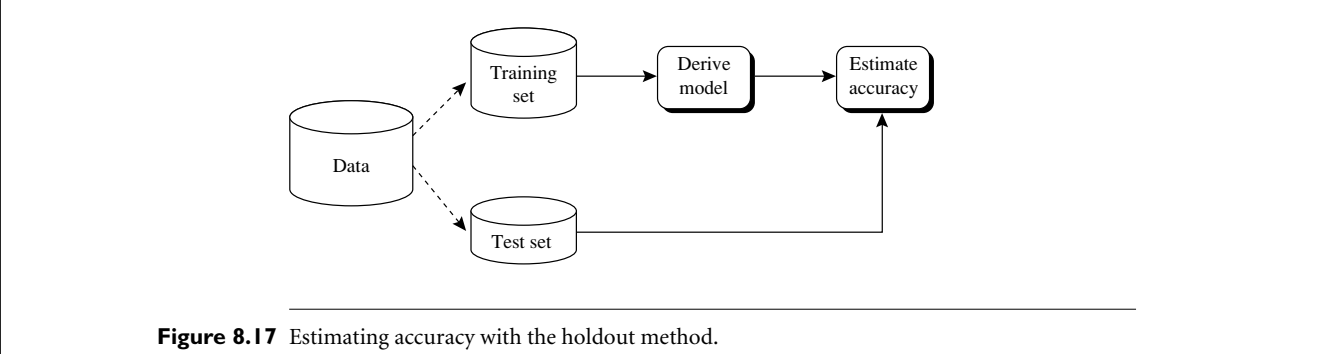 Training
set
Derive
model
Estimate
accuracy
Data
Test set
Figure 8.17 Estimating accuracy with the holdout method.